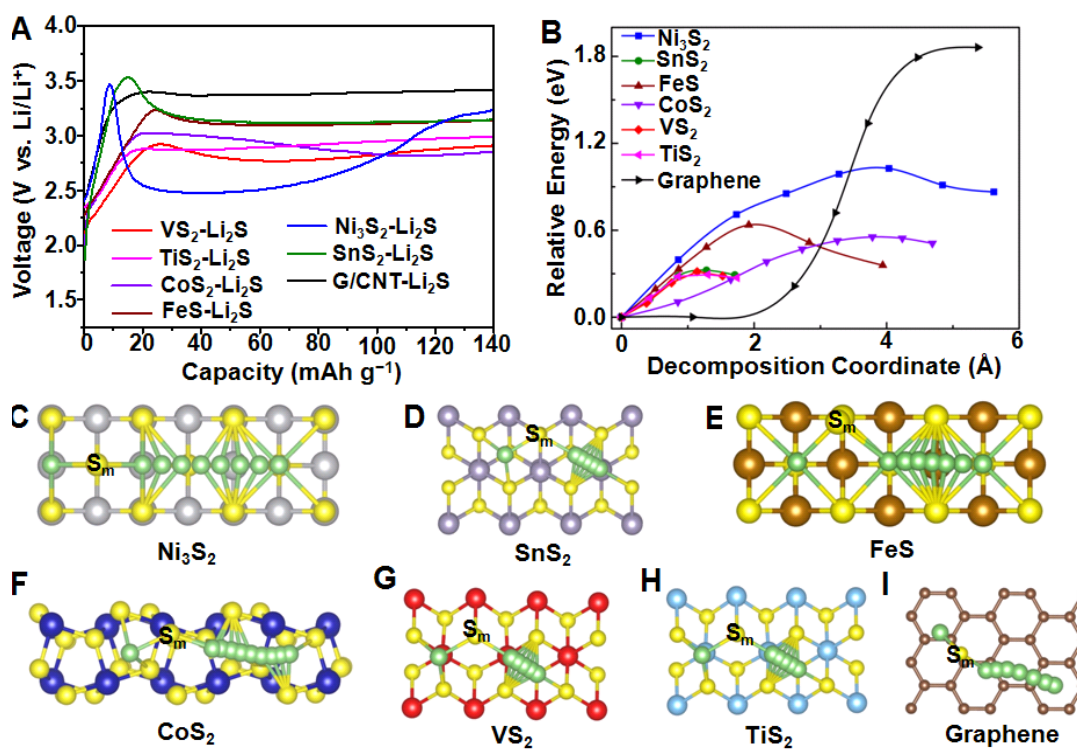 A
Voltage (V vs. Li/Li⁺)
4.0
3.5
3.0
2.5
2.0
1.5
0 20 40 60 80 100 120 140
Capacity (mAh g⁻¹)
VS₂-Li₂S
TiS₂-Li₂S
CoS₂-Li₂S
FeS-Li₂S
Ni₃S₂-Li₂S
SnS₂-Li₂S
G/CNT-Li₂S
B
Relative Energy (eV)
1.8
1.2
0.6
0.0
0 2 4 6
Decomposition Coordinate (Å)
Ni₃S₂
SnS₂
FeS
CoS₂
VS₂
TiS₂
Graphene
C
Sₘ
Ni₃S₂
D
Sₘ
SnS₂
E
Sₘ
FeS
F
Sₘ
CoS₂
G
Sₘ
VS₂
H
Sₘ
TiS₂
I
Sₘ
Graphene